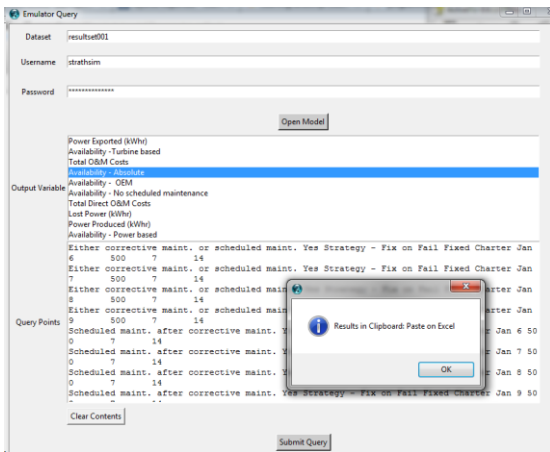 Emulator Query
Dataset resultset001
Username strathsim
Password **************
Open Model
Output Variable
Power Exported (kWhr)
Availability -Turbine based
Total O&M Costs
Availability - Absolute
Availability - OEM
Availability - No scheduled maintenance
Total Direct O&M Costs
Lost Power (kWhr)
Power Produced (kWhr)
Availability - Power based
Query Points
Either corrective maint. or scheduled maint. Yes Strategy - Fix on Fail Fixed Charter Jan
6 500 7 14
Either corrective maint. or scheduled maint. Yes Strategy - Fix on Fail Fixed Charter Jan
7 500 7 14
Either corrective maint. or scheduled main arter Jan
8 500 7 14
Either corrective maint. or scheduled main arter Jan
9 500 7 14
Scheduled maint. after corrective maint. Y r Jan 6 50
0 7 14
Scheduled maint. after corrective maint. Y r Jan 7 50
0 7 14
Scheduled maint. after corrective maint. Y r Jan 8 50
0 7 14
Scheduled maint. after corrective maint. Yes Strategy - Fix on Fail Fixed Charter Jan 9 50
Results in Clipboard: Paste on Excel
OK
Clear Contents
Submit Query